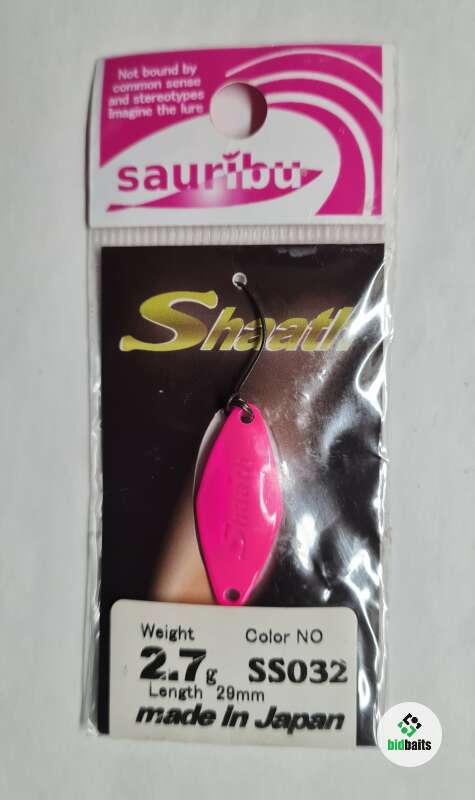 Not bound by
common sense
and stereotypes
Imagine the lure
sauribu
Shaath
Shaath
Weight
Color NO
2.7g
SS032
Length 29mm
made in Japan
bidbaits